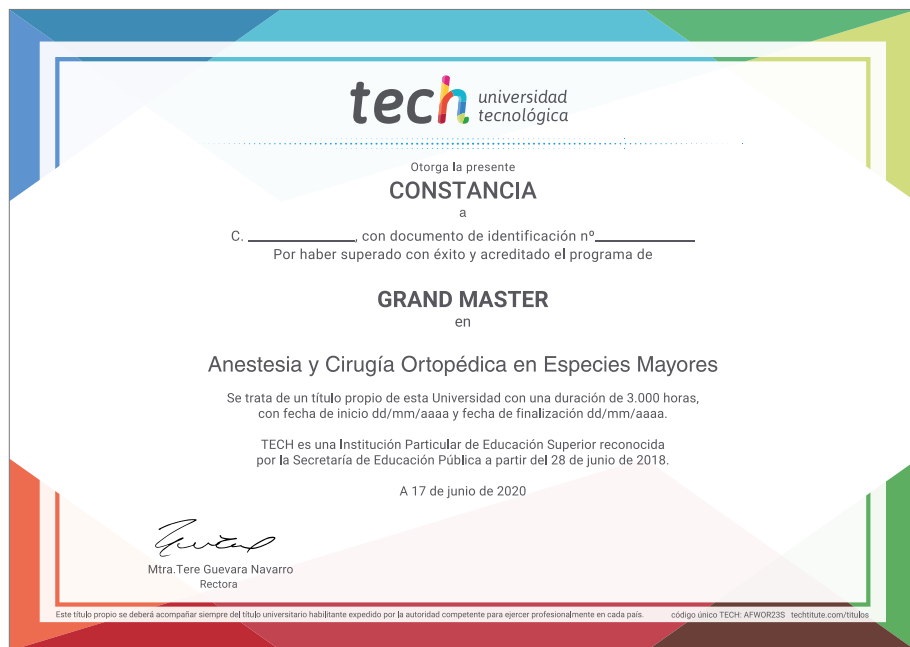 tech universidad
tecnológica
Otorga la presente
CONSTANCIA
a
C. ____________, con documento de identificación nº___________
Por haber superado con éxito y acreditado el programa de
GRAND MASTER
en
Anestesia y Cirugía Ortopédica en Especies Mayores
Se trata de un título propio de esta Universidad con una duración de 3.000 horas,
con fecha de inicio dd/mm/aaaa y fecha de finalización dd/mm/aaaa.
TECH es una Institución Particular de Educación Superior reconocida
por la Secretaría de Educación Pública a partir del 28 de junio de 2018.
A 17 de junio de 2020
Mtra.Tere Guevara Navarro
Rectora
Este título propio se deberá acompañar siempre del título universitario habilitante expedido por la autoridad competente para ejercer profesionalmente en cada país. código único TECH: AFWOR23S techtitute.com/títulos